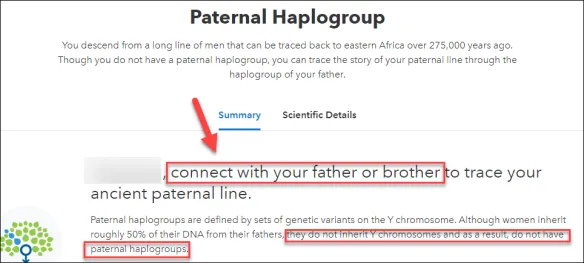 Paternal Haplogroup
You descend from a long line of men that can be traced back to eastern Africa over 275,000 years ago.
Though you do not have a paternal haplogroup, you can trace the story of your paternal line through the
haplogroup of your father.
Summary Scientific Details
, connect with your father or brother to trace your
ancient paternal line.
Paternal haplogroups are defined by sets of genetic variants on the Y chromosome. Although women inherit
roughly 50% of their DNA from their fathers, they do not inherit Y chromosomes and as a result, do not have
paternal haplogroups.